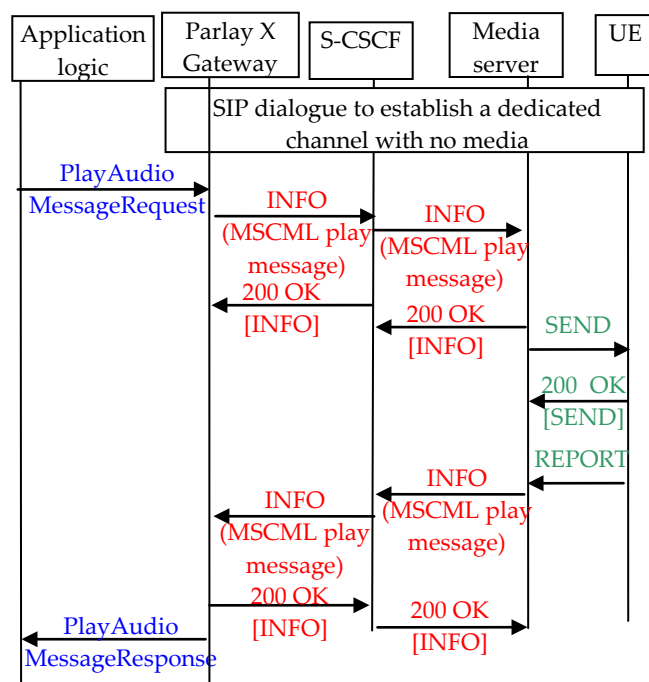 Application
logic
Parlay X
Gateway
S-CSCF
Media
server
UE
SIP dialogue to establish a dedicated
channel with no media
PlayAudio
MessageRequest
INFO
(MSCML play
message)
INFO
(MSCML play
message)
200 OK
[INFO]
200 OK
[INFO]
SEND
200 OK
[SEND]
REPORT
INFO
(MSCML play
message)
INFO
(MSCML play
message)
200 OK
[INFO]
200 OK
[INFO]
PlayAudio
MessageResponse